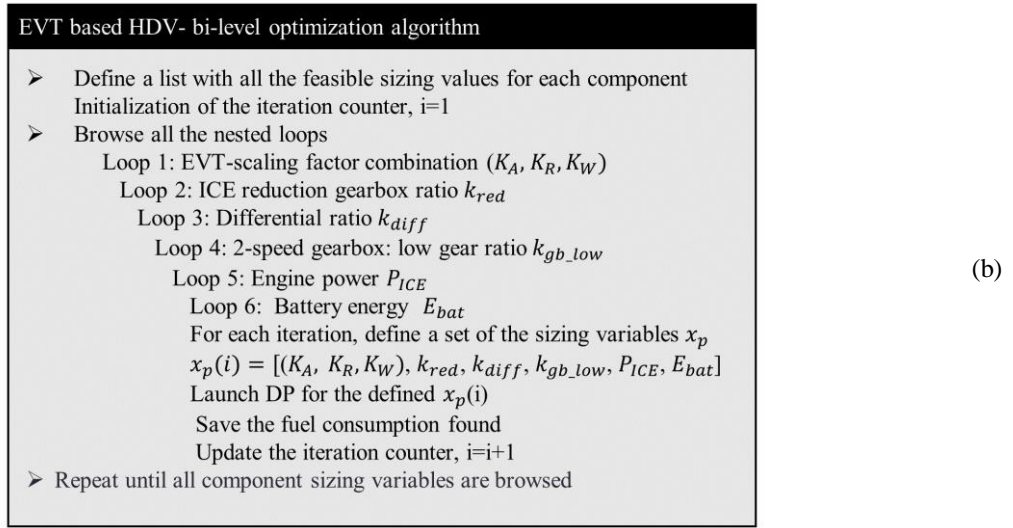 EVT based HDV- bi-level optimization algorithm
➢ Define a list with all the feasible sizing values for each component
Initialization of the iteration counter, i=1
➢ Browse all the nested loops
Loop 1: EVT-scaling factor combination (K_A, K_R, K_W)
Loop 2: ICE reduction gearbox ratio k_red
Loop 3: Differential ratio k_diff
Loop 4: 2-speed gearbox: low gear ratio k_gb_low
Loop 5: Engine power P_ICE
Loop 6: Battery energy E_bat
For each iteration, define a set of the sizing variables x_p
x_p(i) = [(K_A, K_R, K_W), k_red, k_diff, k_gb_low, P_ICE, E_bat]
Launch DP for the defined x_p(i)
Save the fuel consumption found
Update the iteration counter, i=i+1
➢ Repeat until all component sizing variables are browsed
(b)